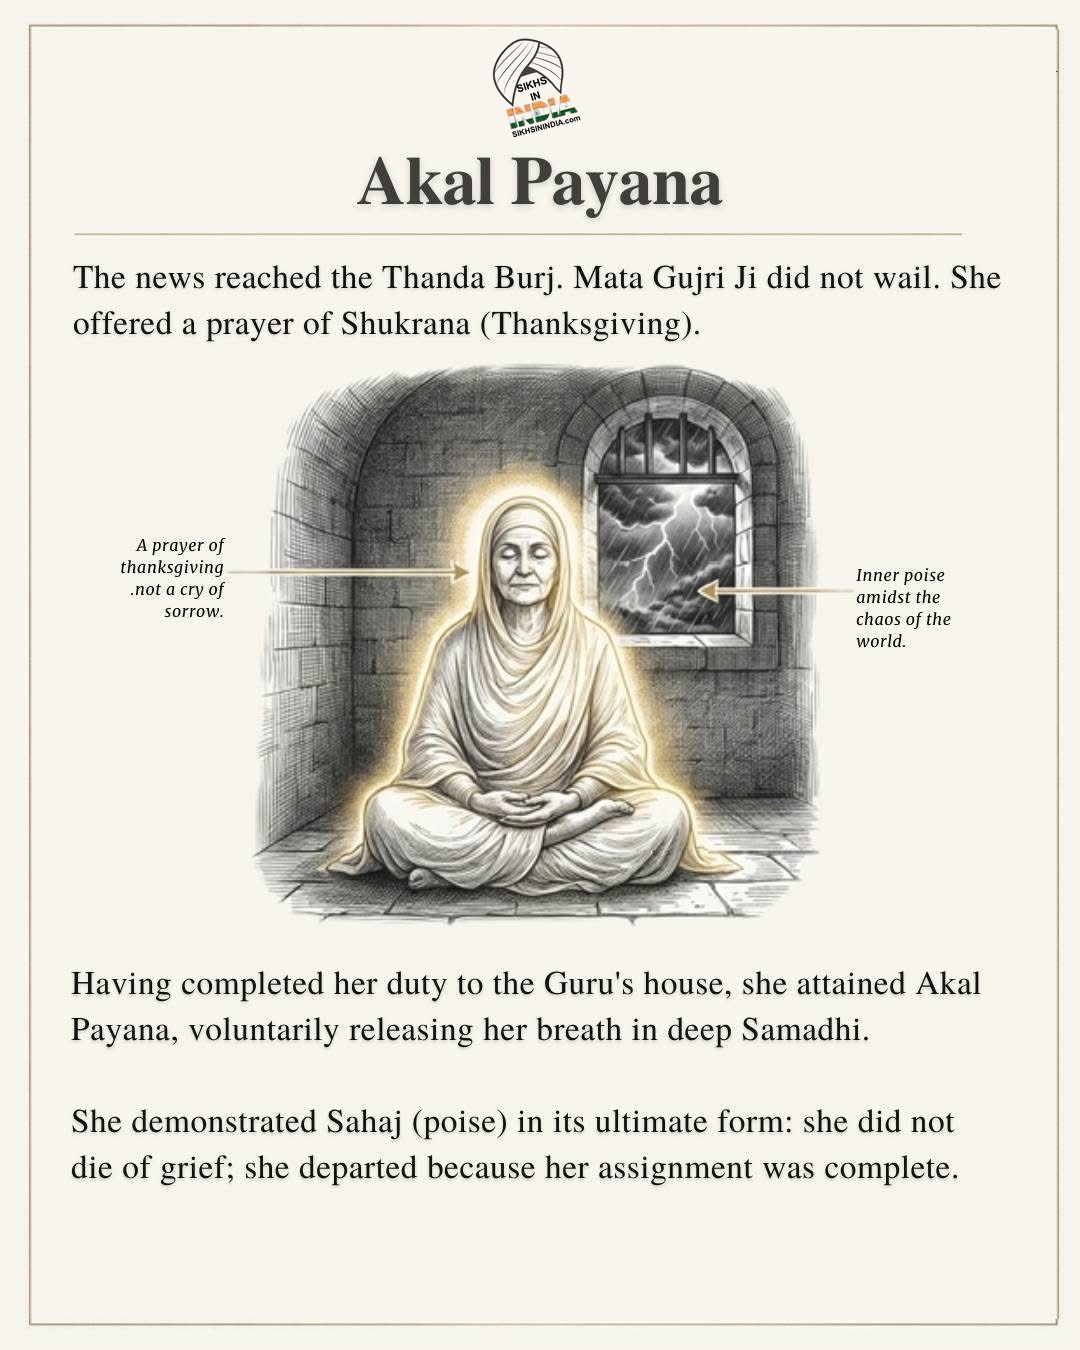 SIKHS
IN
INDIA
SIKHSININDIA.com
Akal Payana
The news reached the Thanda Burj. Mata Gujri Ji did not wail. She
offered a prayer of Shukrana (Thanksgiving).
A prayer of
thanksgiving
.not a cry of
sorrow.
Inner poise
amidst the
chaos of the
world.
Having completed her duty to the Guru's house, she attained Akal
Payana, voluntarily releasing her breath in deep Samadhi.
She demonstrated Sahaj (poise) in its ultimate form: she did not
die of grief; she departed because her assignment was complete.